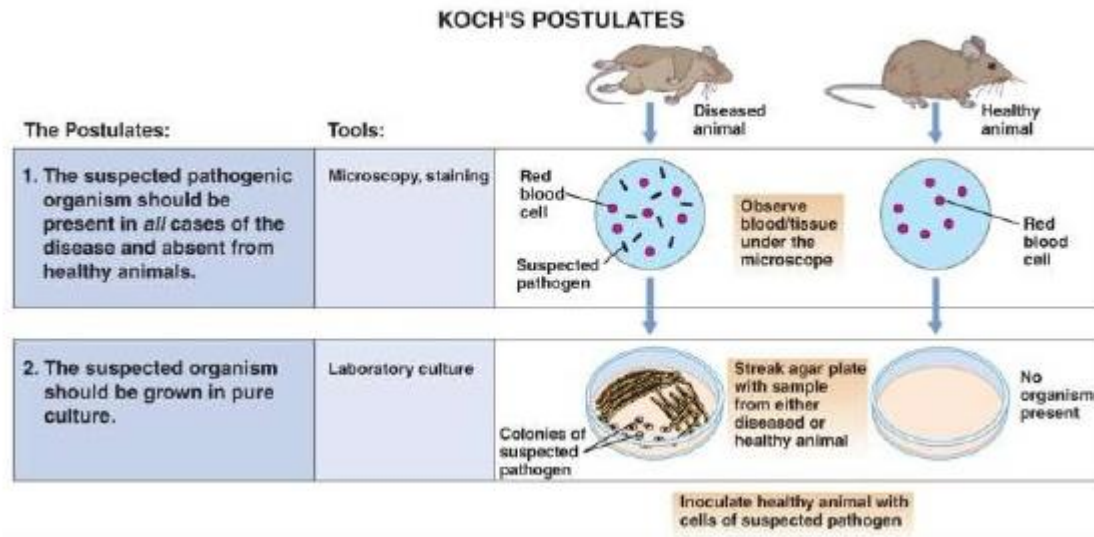 KOCH'S POSTULATES
Diseased
animal
Healthy
animal
The Postulates:
Tools:
1. The suspected pathogenic
organism should be
present in all cases of the
disease and absent from
healthy animals.
Microscopy, staining
Red
blood
cell
Suspected
pathogen
Observe
blood/tissue
under the
microscope
Red
blood
cell
2. The suspected organism
should be grown in pure
culture.
Laboratory culture
Colonies of
suspected
pathogen
Streak agar plate
with sample
from either
diseased or
healthy animal
No
organism
present
Inoculate healthy animal with
cells of suspected pathogen